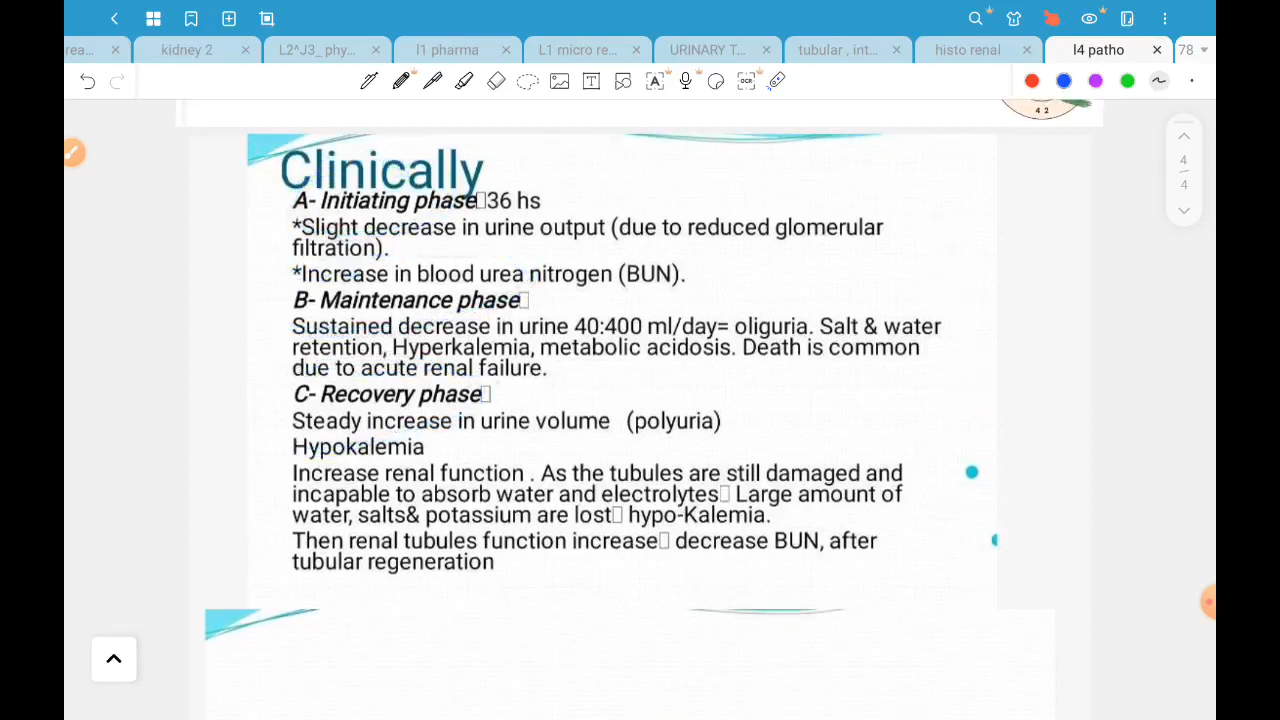 rea...
kidney 2
L2^J3_ phy...
l1 pharma
L1 micro re...
URINARY T...
tubular , int...
histo renal
l4 patho
78
A
OCR
4 2
4
4
Clinically
A- Initiating phase 36 hs
*Slight decrease in urine output (due to reduced glomerular
filtration).
*Increase in blood urea nitrogen (BUN).
B- Maintenance phase
Sustained decrease in urine 40:400 ml/day= oliguria. Salt & water
retention, Hyperkalemia, metabolic acidosis. Death is common
due to acute renal failure.
C- Recovery phase
Steady increase in urine volume (polyuria)
Hypokalemia
Increase renal function . As the tubules are still damaged and
incapable to absorb water and electrolytes Large amount of
water, salts& potassium are lost hypo-Kalemia.
Then renal tubules function increase decrease BUN, after
tubular regeneration